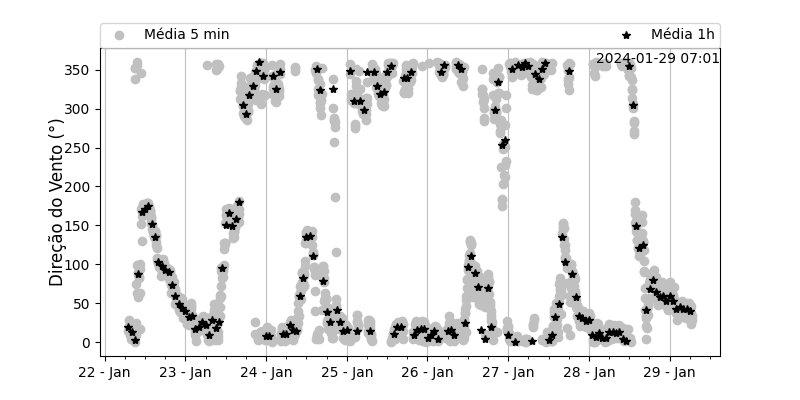 Média 5 min
Média 1h
2024-01-29 07:01
Direção do Vento (°)
350
300
250
200
150
100
50
0
22 - Jan
23 - Jan
24 - Jan
25 - Jan
26 - Jan
27 - Jan
28 - Jan
29 - Jan